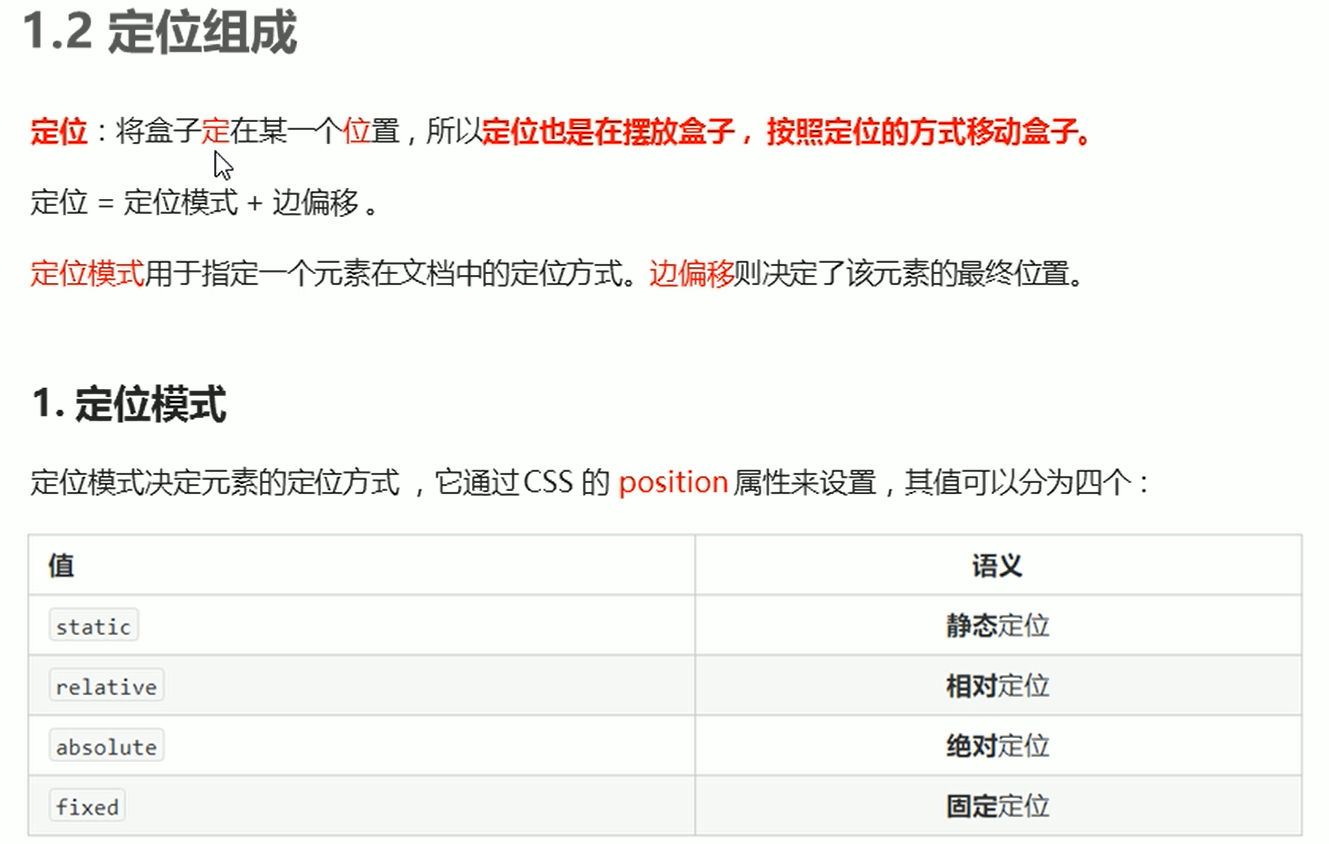 1.2 定位组成
定位：将盒子定在某一个位置，所以定位也是在摆放盒子，按照定位的方式移动盒子。
定位 = 定位模式 + 边偏移 。
定位模式用于指定一个元素在文档中的定位方式。边偏移则决定了该元素的最终位置。
1. 定位模式
定位模式决定元素的定位方式 ，它通过 CSS 的 position 属性来设置，其值可以分为四个：
值 语义
static 静态定位
relative 相对定位
absolute 绝对定位
fixed 固定定位